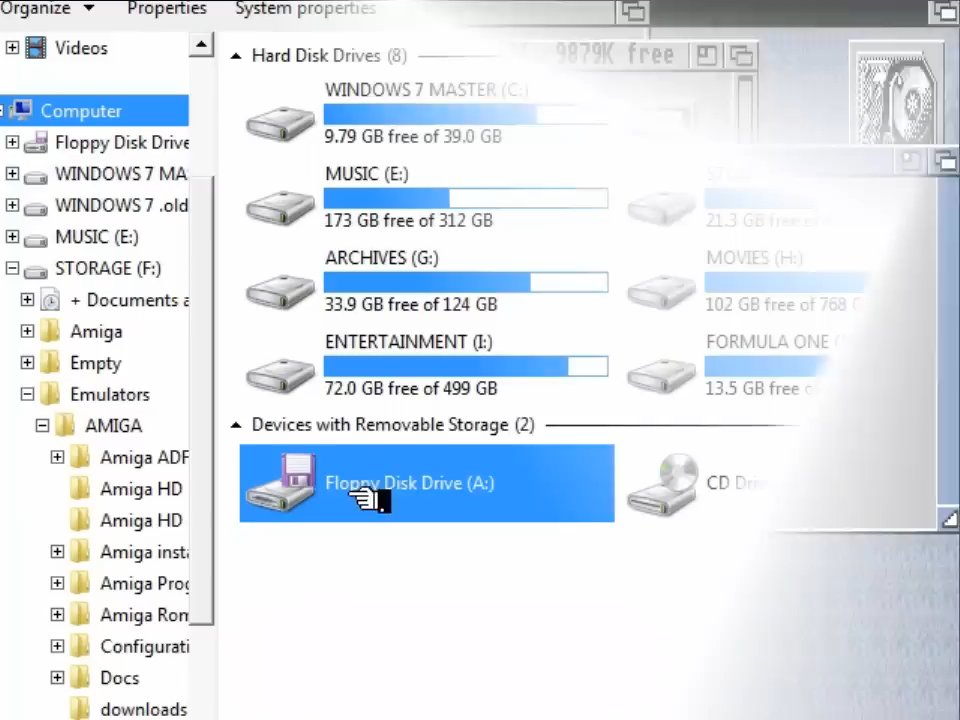 Organize
Properties
System properties
Videos
Computer
Floppy Disk Drive
WINDOWS 7 MA
WINDOWS 7 .old
MUSIC (E:)
STORAGE (F:)
+ Documents a
Amiga
Empty
Emulators
AMIGA
Amiga ADF
Amiga HD
Amiga HD
Amiga inst
Amiga Prog
Amiga Rom
Configurati
Docs
downloads
Hard Disk Drives (8)
9879K free
WINDOWS 7 MASTER (C:)
9.79 GB free of 39.0 GB
MUSIC (E:)
173 GB free of 312 GB
21.3 GB free
ARCHIVES (G:)
MOVIES (H:)
33.9 GB free of 124 GB
102 GB free of 768 G
ENTERTAINMENT (I:)
FORMULA ONE
72.0 GB free of 499 GB
13.5 GB free of
Devices with Removable Storage (2)
Floppy Disk Drive (A:)
CD Dri